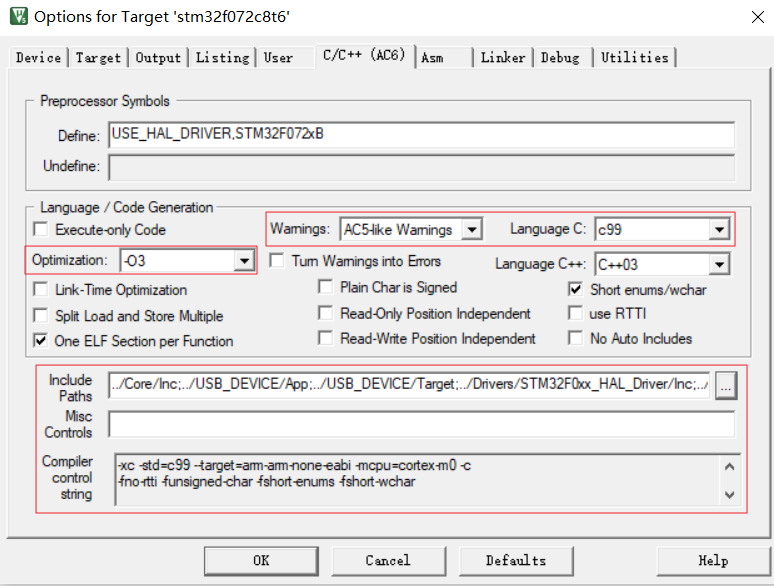 Options for Target 'stm32f072c8t6'
Device Target Output Listing User C/C++ (AC6) Asm Linker Debug Utilities
Preprocessor Symbols
Define: USE_HAL_DRIVER,STM32F072xB
Undefine:
Language / Code Generation
Execute-only Code Warnings: AC5-like Warnings Language C: c99
Optimization: -O3 Turn Warnings into Errors Language C++: C++03
Link-Time Optimization Plain Char is Signed Short enums/wchar
Split Load and Store Multiple Read-Only Position Independent use RTTI
One ELF Section per Function Read-Write Position Independent No Auto Includes
Include Paths ../Core/Inc;../USB_DEVICE/App;../USB_DEVICE/Target;../Drivers/STM32F0xx_HAL_Driver/Inc;../ ...
Misc Controls
Compiler control string -xc -std=c99 --target=arm-arm-none-eabi -mcpu=cortex-m0 -c
-fno-rtti -funsigned-char -fshort-enums -fshort-wchar
OK Cancel Defaults Help